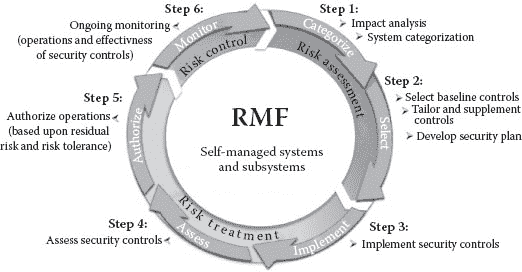 Step 1:
Impact analysis
System categorization
Step 2:
Select baseline controls
Tailor and supplement
controls
Develop security plan
Step 3:
Implement security controls
Step 4:
Assess security controls
Step 5:
Authorize operations
(based upon residual
risk and risk tolerance)
Step 6:
Ongoing monitoring
(operations and effectivness
of security controls)
Categorize
Select
Implement
Assess
Authorize
Monitor
Risk assessment
Risk treatment
Risk control
RMF
Self-managed systems
and subsystems